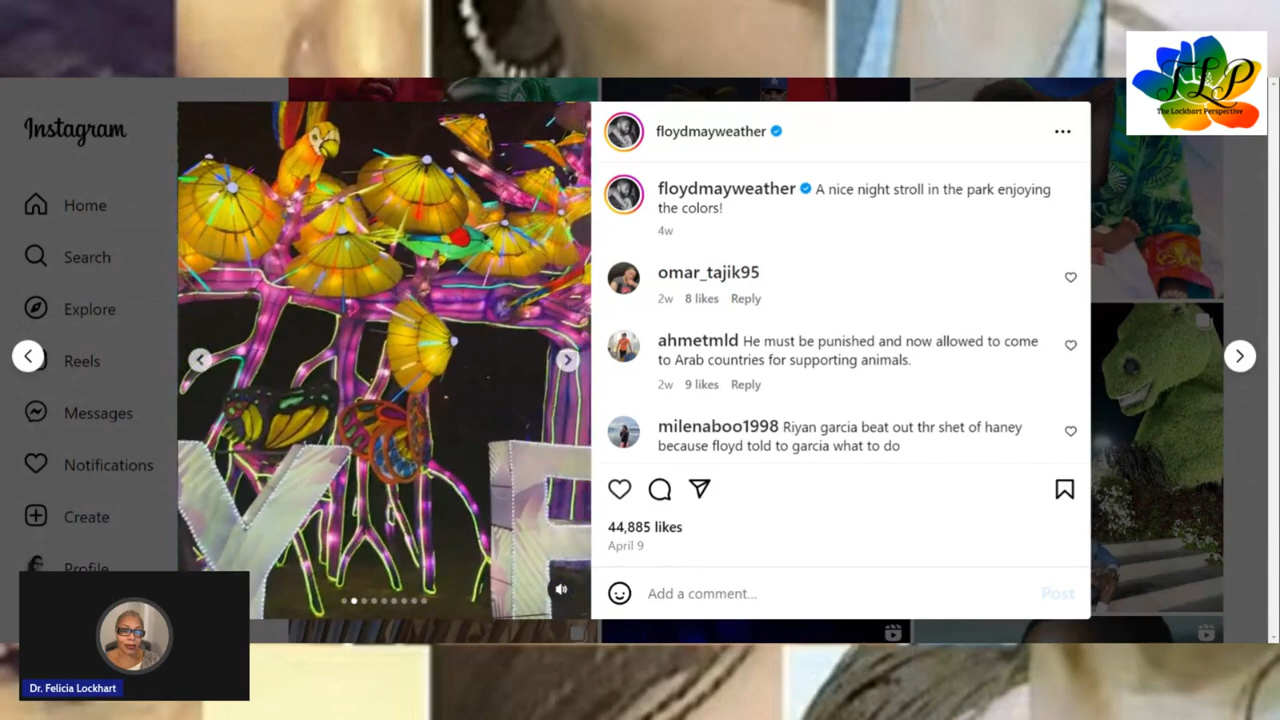 TLP
The Lockhart Perspective
Instagram
Home
Search
Explore
Reels
Messages
Notifications
Create
Profile
floydmayweather
floydmayweather A nice night stroll in the park enjoying
the colors!
4w
omar_tajik95
2w 8 likes Reply
ahmetmld He must be punished and now allowed to come
to Arab countries for supporting animals.
2w 9 likes Reply
milenaboo1998 Riyan garcia beat out thr shet of haney
because floyd told to garcia what to do
44,885 likes
April 9
Add a comment...
Post
Y E
Dr. Felicia Lockhart